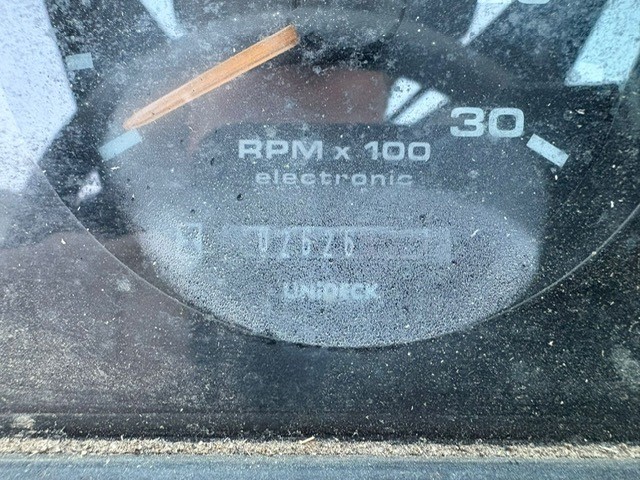 30
RPM x 100
electronic
UNIDECK